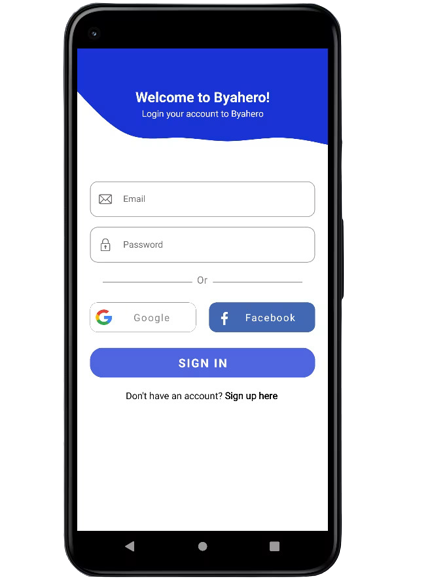 Welcome to Byahero!
Login your account to Byahero
Email
Password
Or
Google
Facebook
SIGN IN
Don't have an account? Sign up here